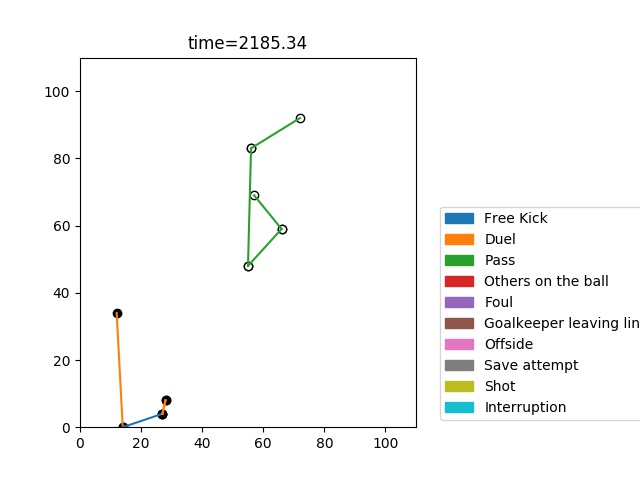 time=2185.34
100
80
60
40
20
0
0 20 40 60 80 100
Free Kick
Duel
Pass
Others on the ball
Foul
Goalkeeper leaving lin
Offside
Save attempt
Shot
Interruption